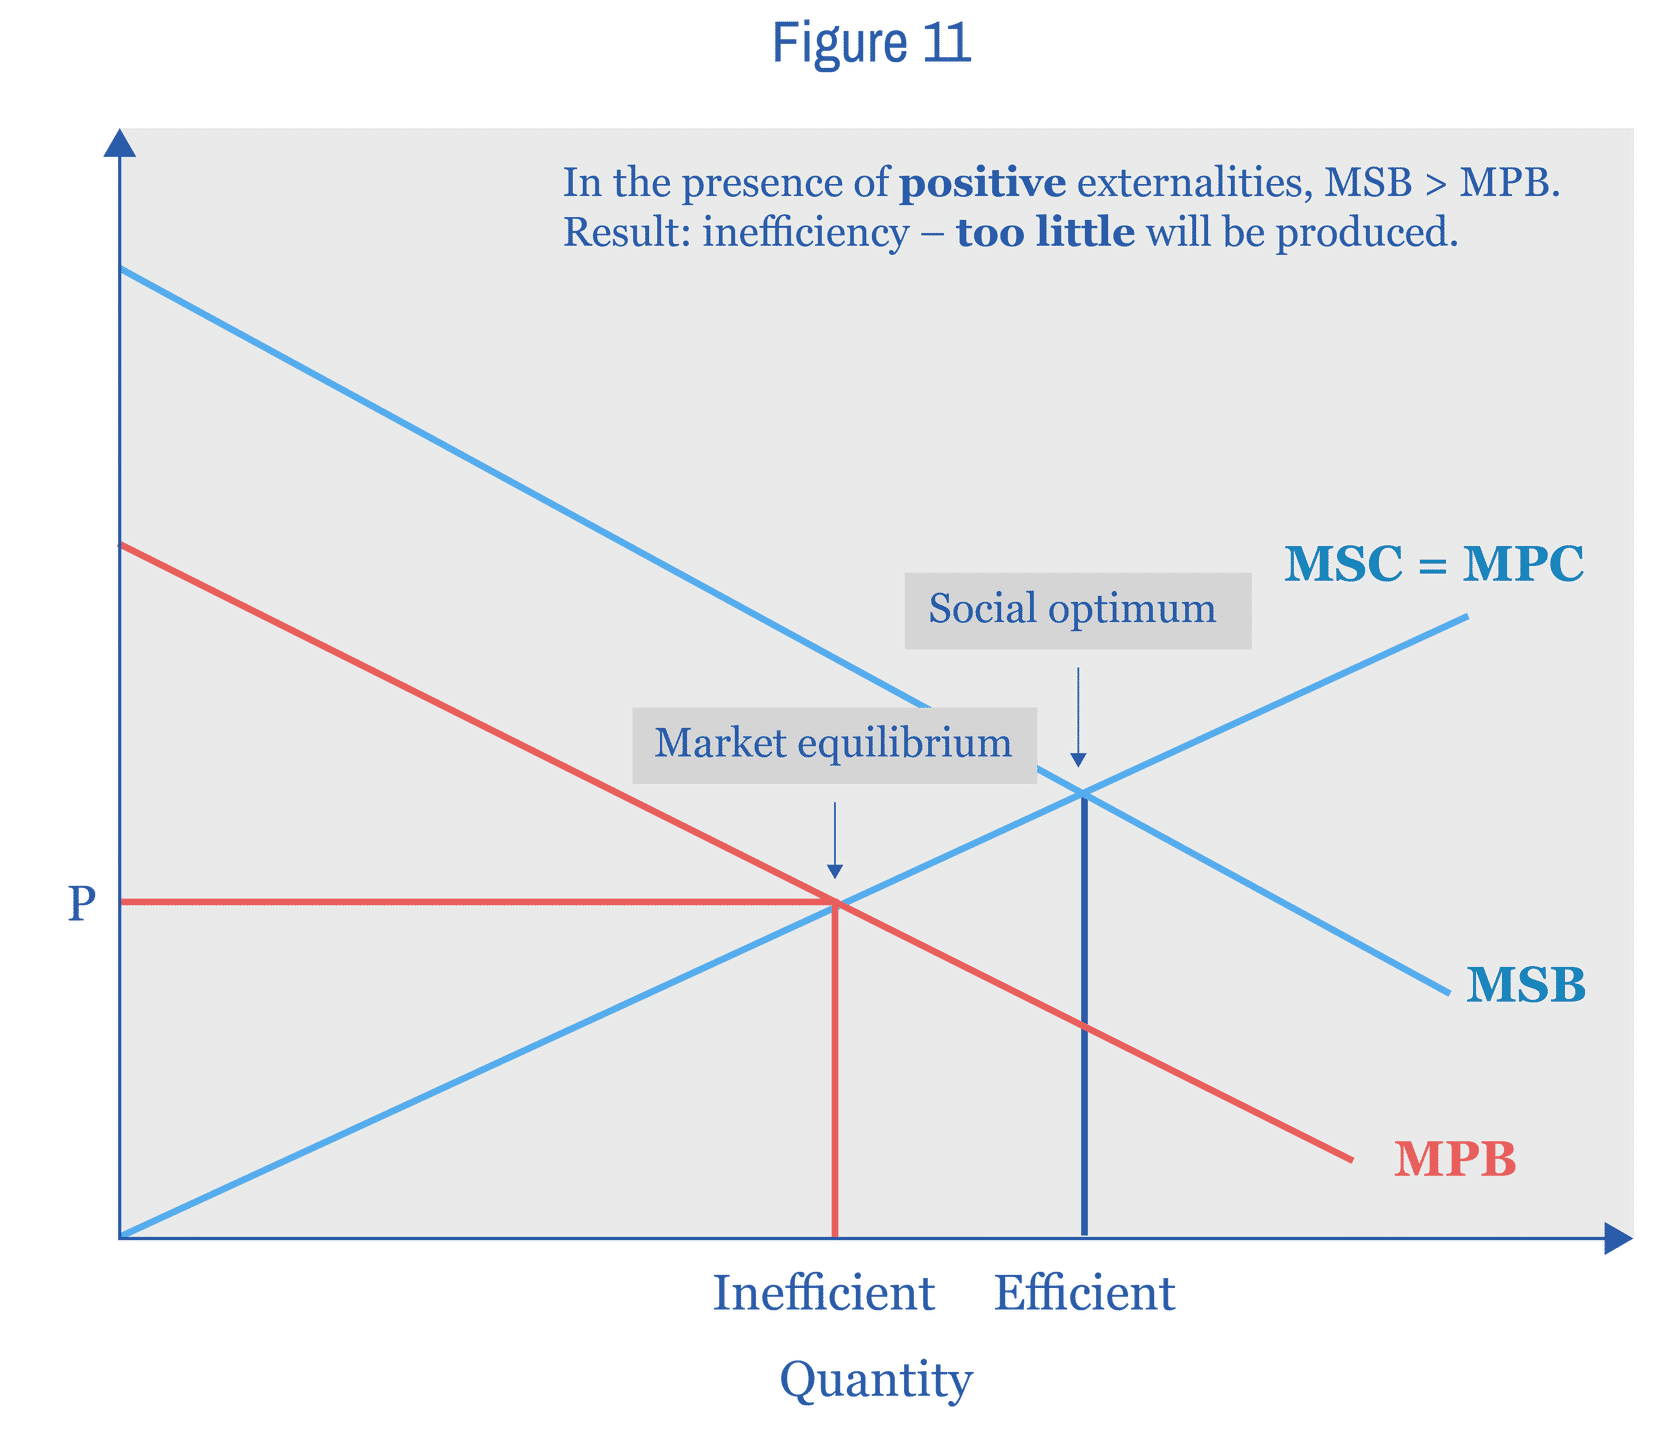 Figure 11
In the presence of positive externalities, MSB > MPB.
Result: inefficiency – too little will be produced.
MSC = MPC
Social optimum
Market equilibrium
P
MSB
MPB
Inefficient
Efficient
Quantity